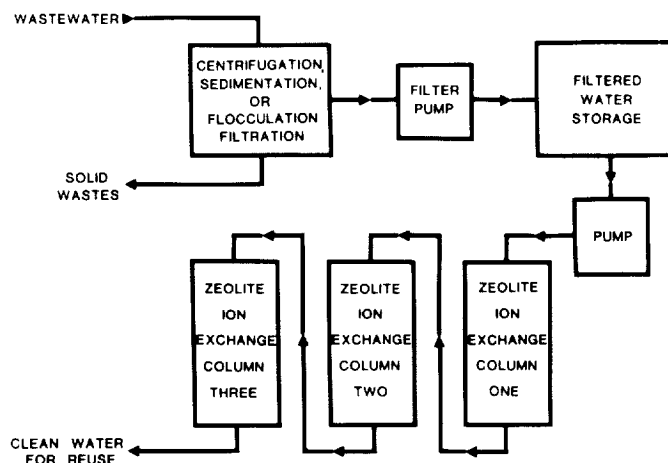 WASTEWATER
CENTRIFUGATION,
SEDIMENTATION,
OR
FLOCCULATION
FILTRATION
FILTER
PUMP
FILTERED
WATER
STORAGE
SOLID
WASTES
PUMP
ZEOLITE
ION
EXCHANGE
COLUMN
THREE
ZEOLITE
ION
EXCHANGE
COLUMN
TWO
ZEOLITE
ION
EXCHANGE
COLUMN
ONE
CLEAN WATER
FOR REUSE